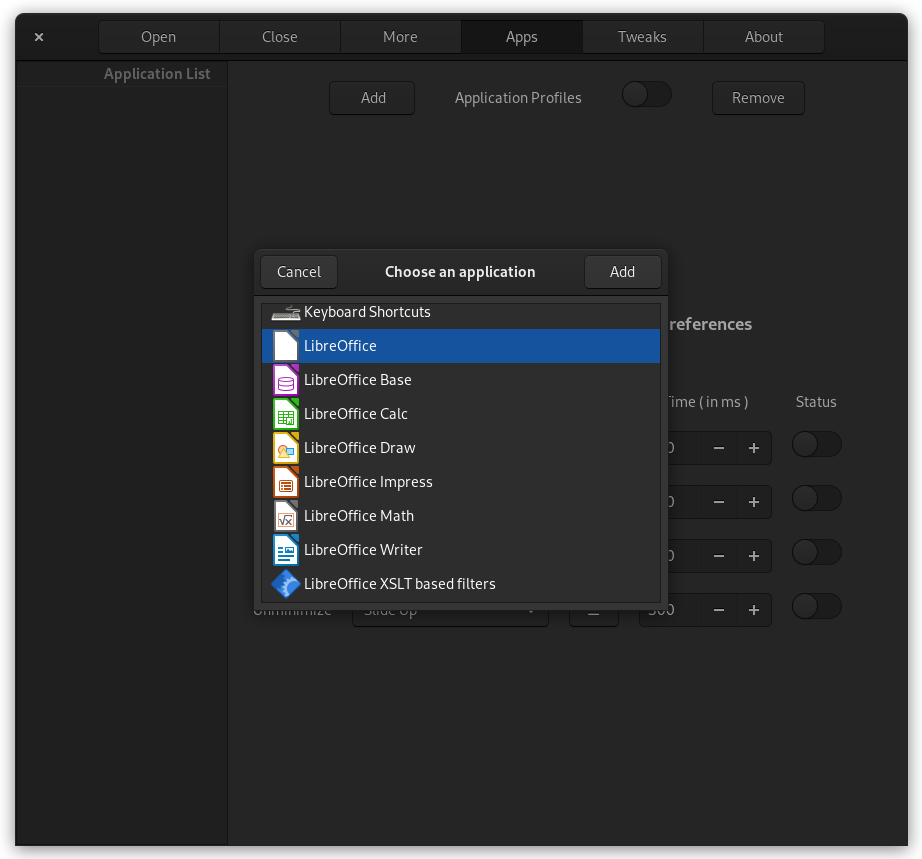 × Open Close More Apps Tweaks About
Application List
Add Application Profiles Remove
Cancel Choose an application Add
Keyboard Shortcuts
references
LibreOffice
LibreOffice Base
Time ( in ms ) Status
LibreOffice Calc
LibreOffice Draw
0 − +
LibreOffice Impress
0 − +
LibreOffice Math
LibreOffice Writer
0 − +
LibreOffice XSLT based filters
Unminimize Slide Up 300 − +